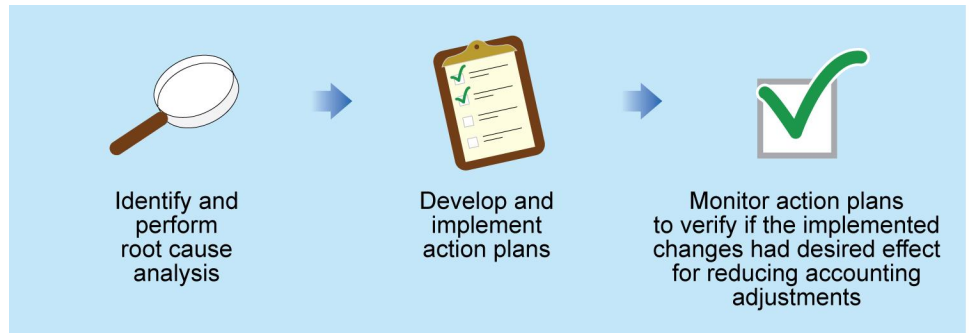 Identify and
perform
root cause
analysis
Develop and
implement
action plans
Monitor action plans
to verify if the implemented
changes had desired effect
for reducing accounting
adjustments